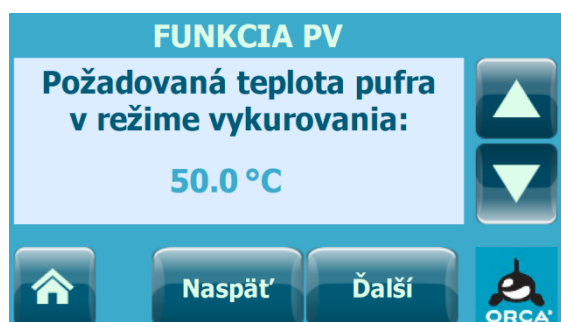 FUNKCIA PV
Požadovaná teplota pufra
v režime vykurovania:
50.0 °C
Naspäť
Ďalší
ORCA